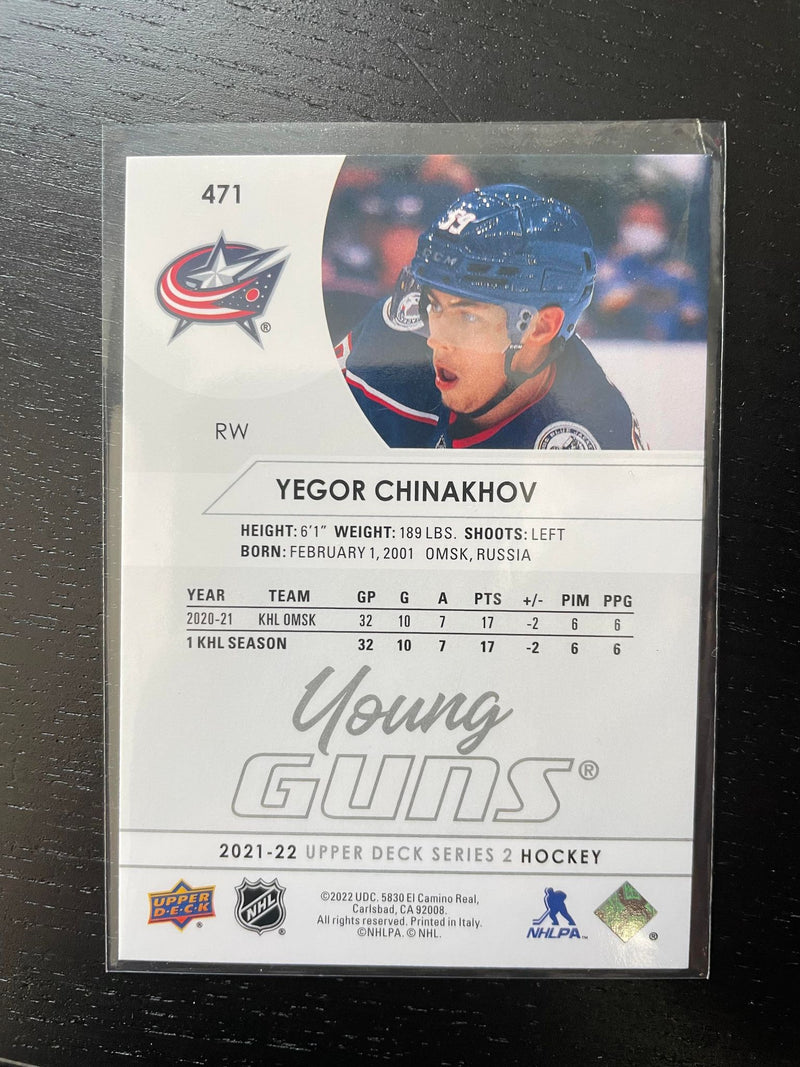 471
59
CCM
®
RW
YEGOR CHINAKHOV
HEIGHT: 6'1" WEIGHT: 189 LBS. SHOOTS: LEFT
BORN: FEBRUARY 1, 2001 OMSK, RUSSIA
YEAR TEAM GP G A PTS +/- PIM PPG
2020-21 KHL OMSK 32 10 7 17 -2 6 6
1 KHL SEASON 32 10 7 17 -2 6 6
Young
GUNS®
2021-22 UPPER DECK SERIES 2 HOCKEY
UPPER DECK ®
NHL ®
©2022 UDC. 5830 El Camino Real,
Carlsbad, CA 92008.
All rights reserved. Printed in Italy.
©NHLPA. © NHL.
NHLPA™
®